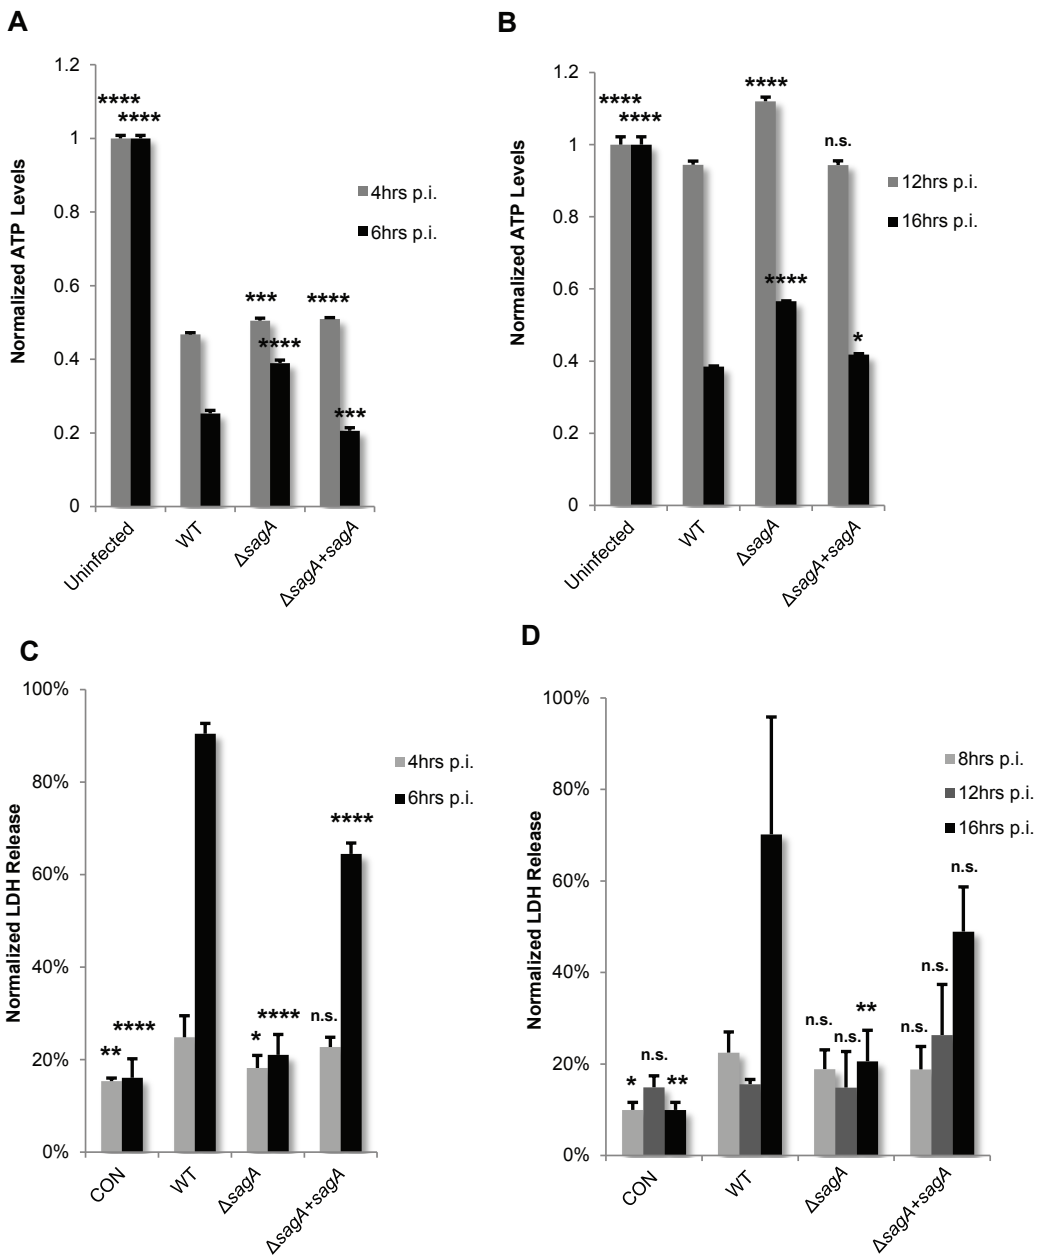 A
Normalized ATP Levels
1.2
1
0.8
0.6
0.4
0.2
0
****
****
***
****
****
***
4hrs p.i.
6hrs p.i.
Uninfected
WT
ΔsagA
ΔsagA+sagA
B
Normalized ATP Levels
1.2
1
0.8
0.6
0.4
0.2
0
****
****
****
n.s.
****
*
12hrs p.i.
16hrs p.i.
Uninfected
WT
ΔsagA
ΔsagA+sagA
C
Normalized LDH Release
100%
80%
60%
40%
20%
0%
**
****
*
****
n.s.
****
4hrs p.i.
6hrs p.i.
CON
WT
ΔsagA
ΔsagA+sagA
D
Normalized LDH Release
100%
80%
60%
40%
20%
0%
*
n.s.
**
n.s.
n.s.
**
n.s.
n.s.
n.s.
8hrs p.i.
12hrs p.i.
16hrs p.i.
CON
WT
ΔsagA
ΔsagA+sagA